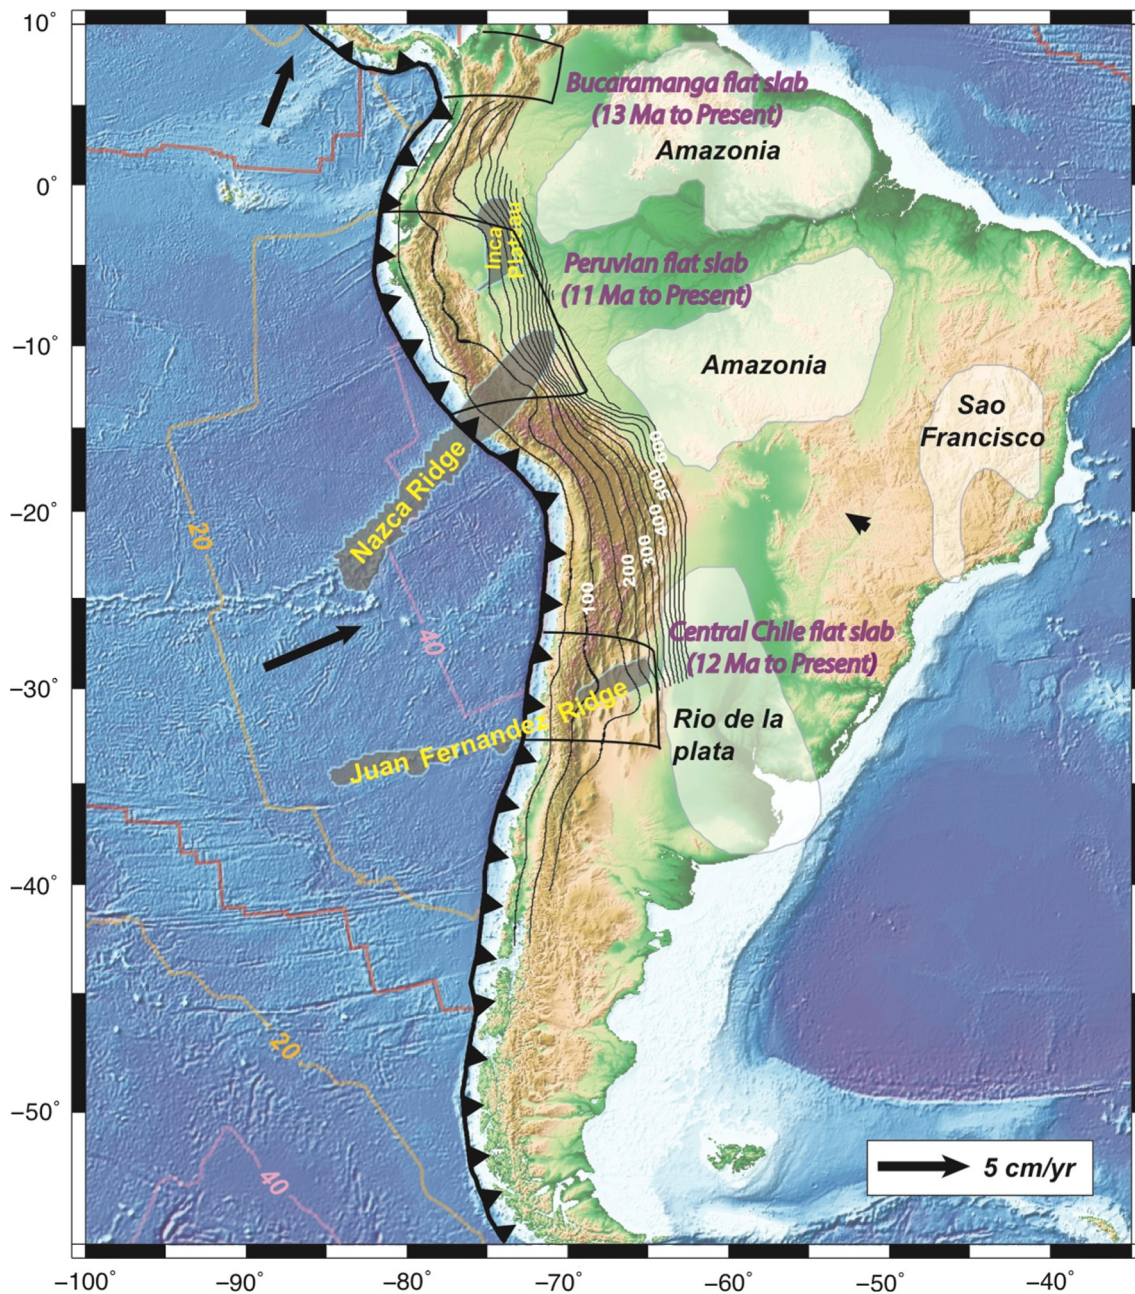 10°
Bucaramanga flat slab
(13 Ma to Present)
Amazonia
0°
Inca
Platzau
Peruvian flat slab
(11 Ma to Present)
−10°
Amazonia
Sao
Francisco
Nazca Ridge
600
500
400
300
200
100
−20°
20
40
Central Chile flat slab
(12 Ma to Present)
−30°
Juan Fernandez Ridge
Rio de la
plata
−40°
20
−50°
40
5 cm/yr
−100°
−90°
−80°
−70°
−60°
−50°
−40°